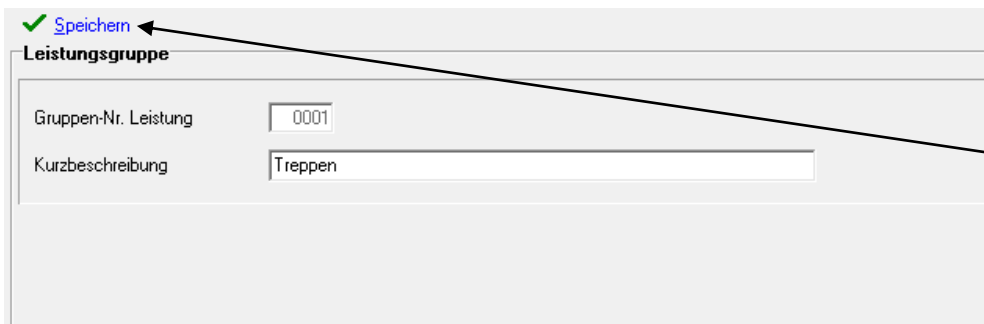 Speichern
Leistungsgruppe
Gruppen-Nr. Leistung 0001
Kurzbeschreibung Treppen